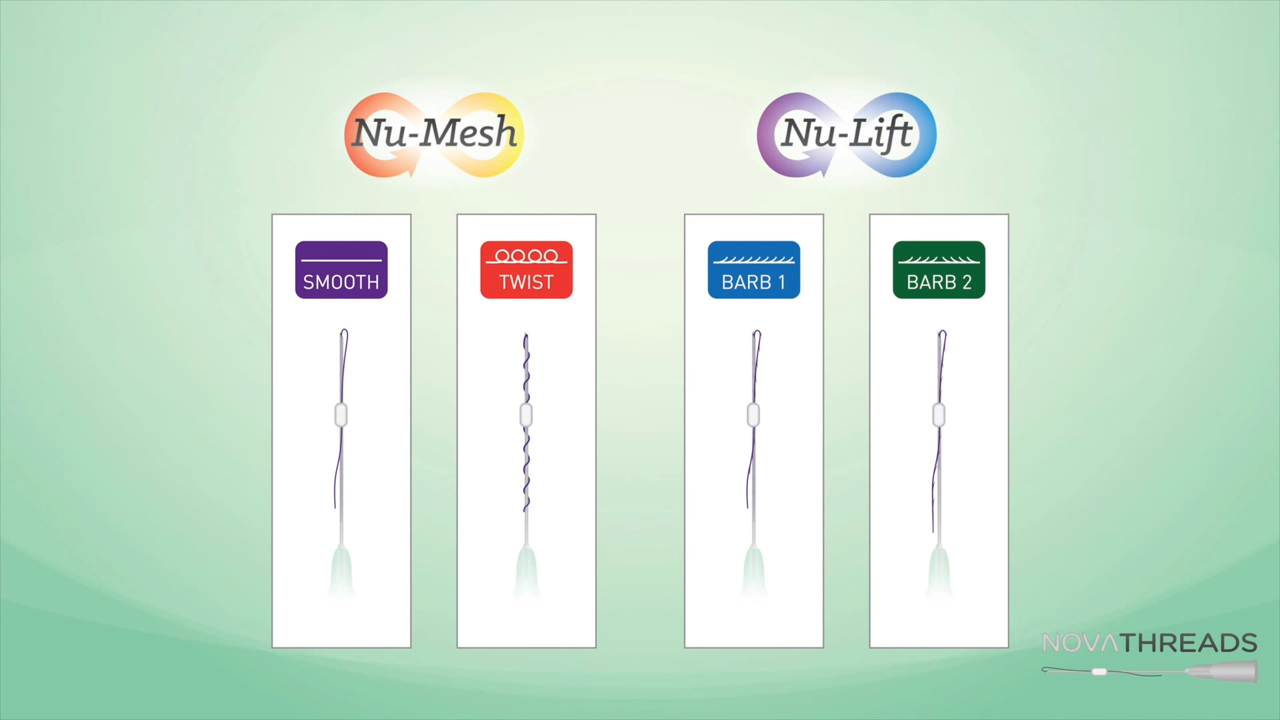 Nu-Mesh
Nu-Lift
SMOOTH
TWIST
BARB 1
BARB 2
NOVATHREADS